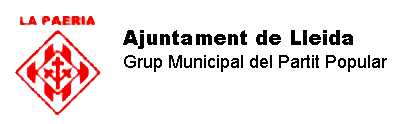 LA PAERIA
Ajuntament de Lleida
Grup Municipal del Partit Popular